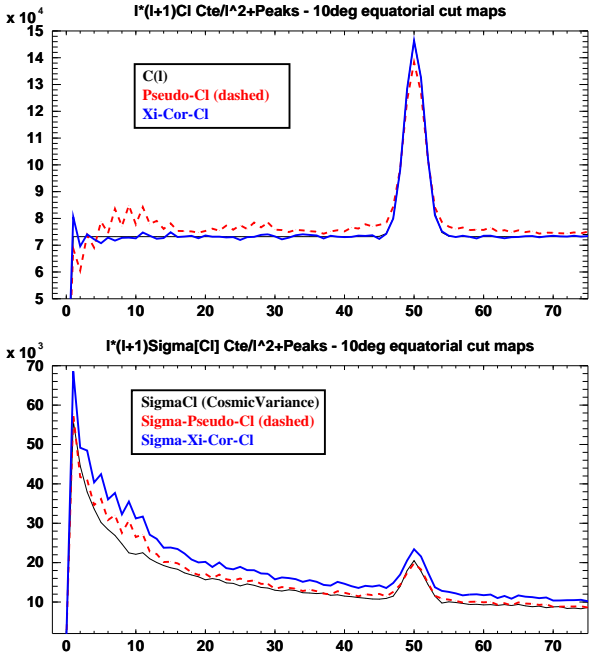 l*(l+1)Cl Cte/l^2+Peaks - 10deg equatorial cut maps
x 10 4
15
14
13
12
11
10
9
8
7
6
5
C(l)
Pseudo-Cl (dashed)
Xi-Cor-Cl
0 10 20 30 40 50 60 70
l*(l+1)Sigma[Cl] Cte/l^2+Peaks - 10deg equatorial cut maps
x 10 3
70
60
50
40
30
20
10
SigmaCl (CosmicVariance)
Sigma-Pseudo-Cl (dashed)
Sigma-Xi-Cor-Cl
0 10 20 30 40 50 60 70